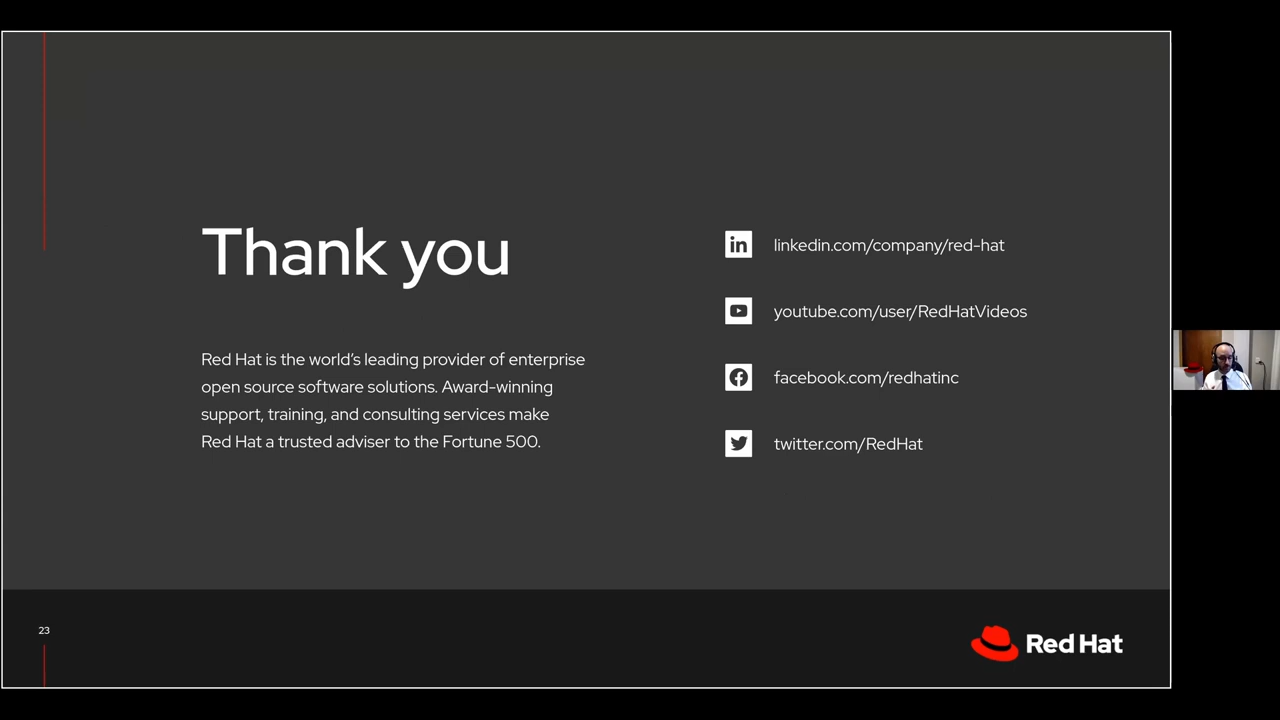 Thank you
Red Hat is the world’s leading provider of enterprise
open source software solutions. Award-winning
support, training, and consulting services make
Red Hat a trusted adviser to the Fortune 500.
in
linkedin.com/company/red-hat
youtube.com/user/RedHatVideos
facebook.com/redhatinc
twitter.com/RedHat
23
Red Hat